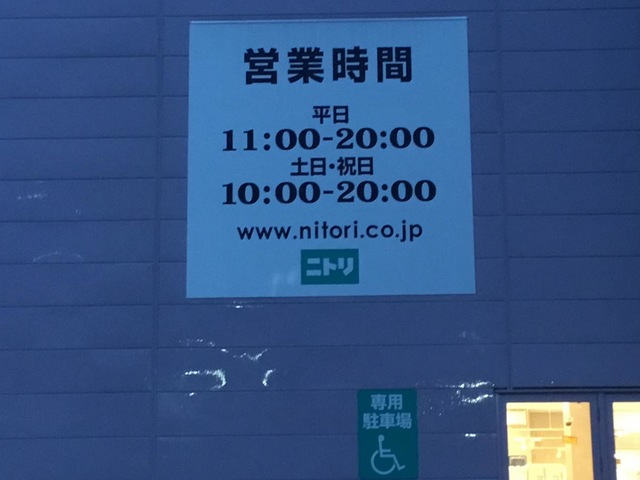 営業時間
平日
11:00-20:00
土日・祝日
10:00-20:00
www.nitori.co.jp
ニトリ
専用
駐車場